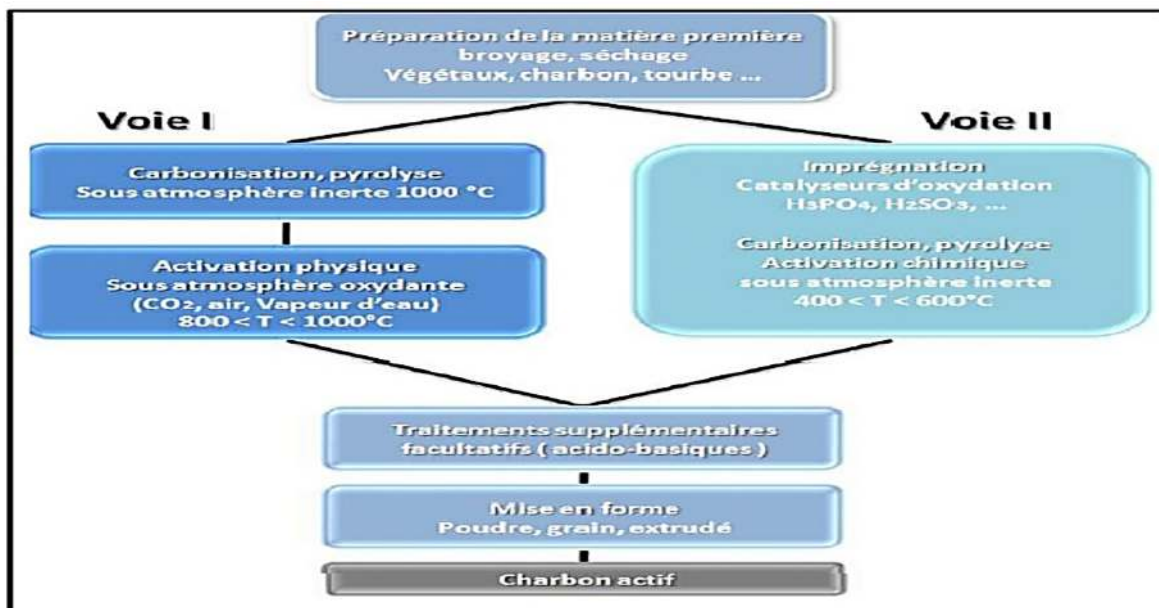 Préparation de la matière première
broyage, séchage
Végétaux, charbon, tourbe ...
Voie I
Voie II
Carbonisation, pyrolyse
Sous atmosphère inerte 1000 °C
Activation physique
Sous atmosphère oxydante
(CO2, air, Vapeur d'eau)
800 < T < 1000°C
Imprégnation
Catalyseurs d'oxydation
H3PO4, H2SO3, ...
Carbonisation, pyrolyse
Activation chimique
sous atmosphère inerte
400 < T < 600°C
Traitements supplémentaires
facultatifs ( acido-basiques )
Mise en forme
Poudre, grain, extrudé
Charbon actif